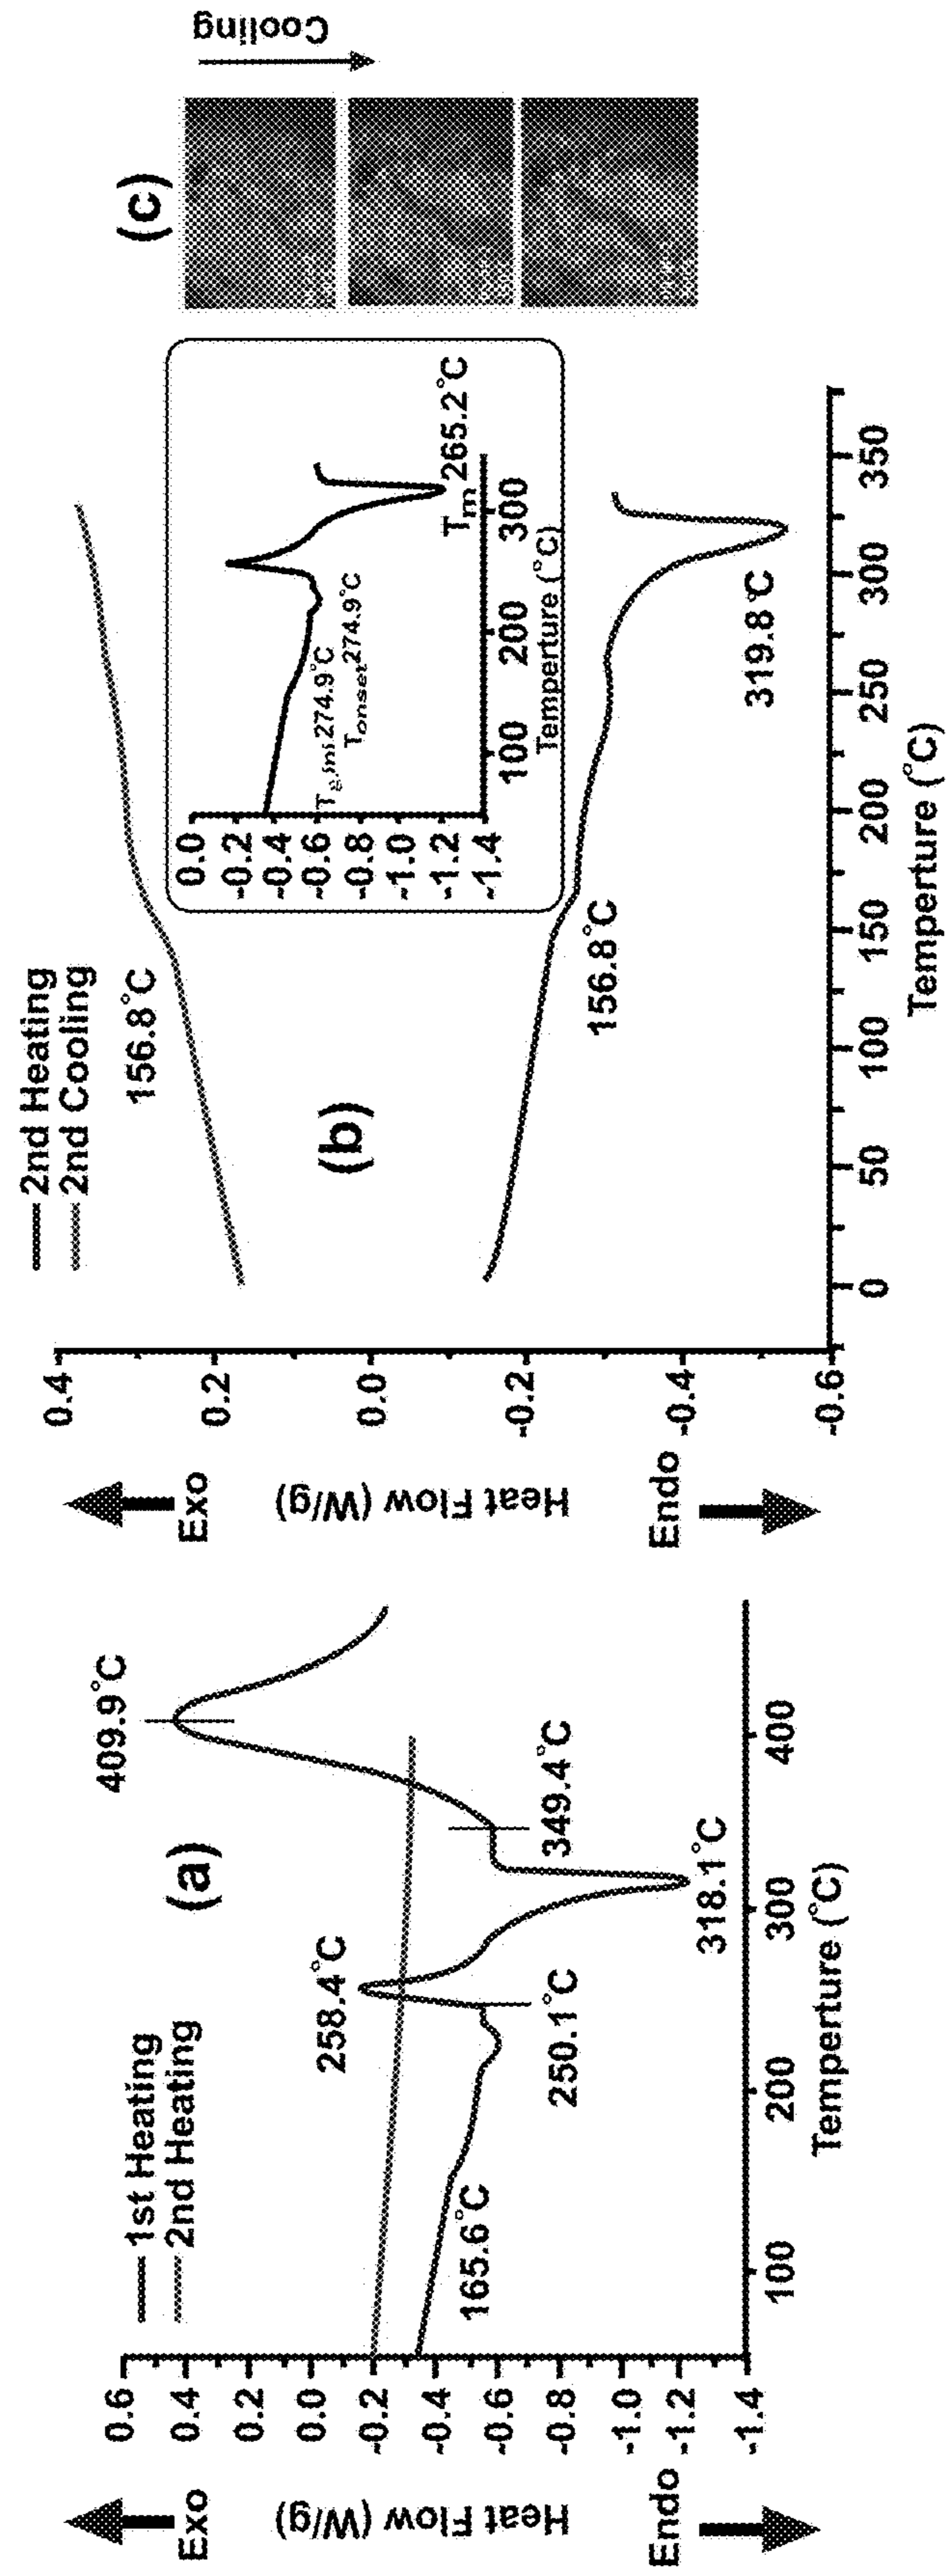 (a)
1st Heating
2nd Heating
Exo
Heat Flow (W/g)
Endo
0.6
0.4
0.2
0.0
-0.2
-0.4
-0.6
-0.8
-1.0
-1.2
-1.4
165.6°C
258.4°C
250.1°C
318.1°C
349.4°C
409.9°C
100
200
300
400
Temperture (°C)
(b)
2nd Heating
2nd Cooling
Exo
Heat Flow (W/g)
Endo
0.4
0.2
0.0
-0.2
-0.4
-0.6
156.8°C
156.8°C
319.8°C
0
50
100
150
200
250
300
350
Temperture (°C)
0.0
-0.2
-0.4
-0.6
-0.8
-1.0
-1.2
-1.4
274.9°C
Tonset274.9°C
Tm265.2°C
100
200
300
Temperture (°C)
(c)
Cooling